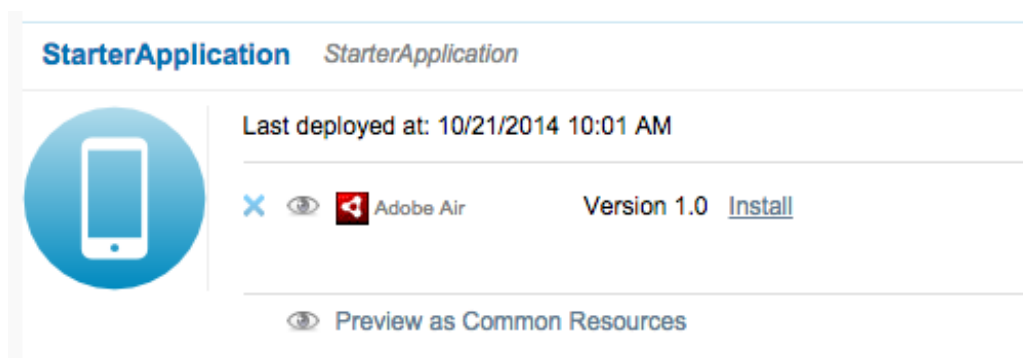 StarterApplication StarterApplication
Last deployed at: 10/21/2014 10:01 AM
Adobe Air Version 1.0 Install
Preview as Common Resources